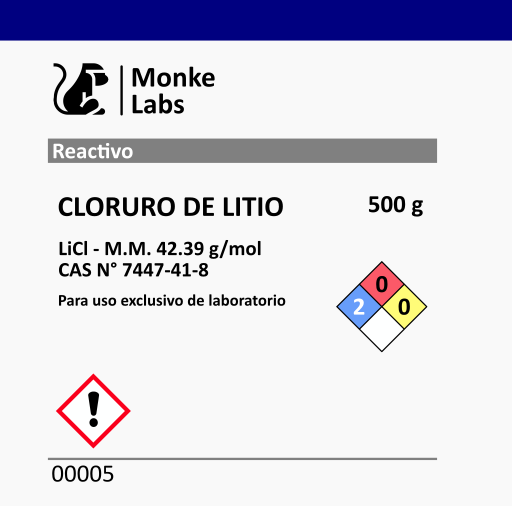 Monke
Labs
Reactivo
CLORURO DE LITIO
500 g
LiCl - M.M. 42.39 g/mol
CAS N° 7447-41-8
Para uso exclusivo de laboratorio
0
2
0
!
00005